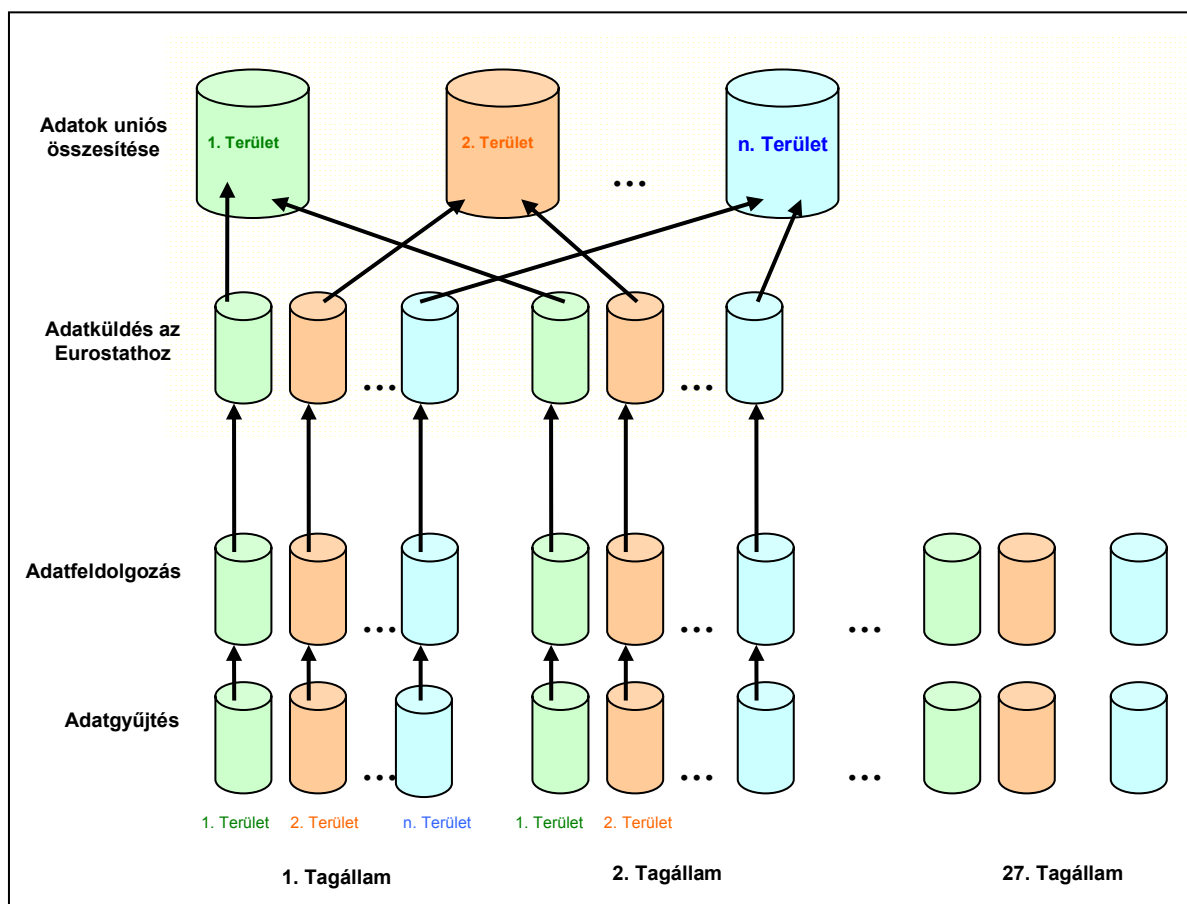 Adatok uniós
összesítése
1. Terület
2. Terület
n. Terület
...
Adatküldés az
Eurostathoz
...
...
Adatfeldolgozás
...
...
...
Adatgyűjtés
...
...
...
1. Terület
2. Terület
n. Terület
1. Terület
2. Terület
1. Tagállam
2. Tagállam
27. Tagállam